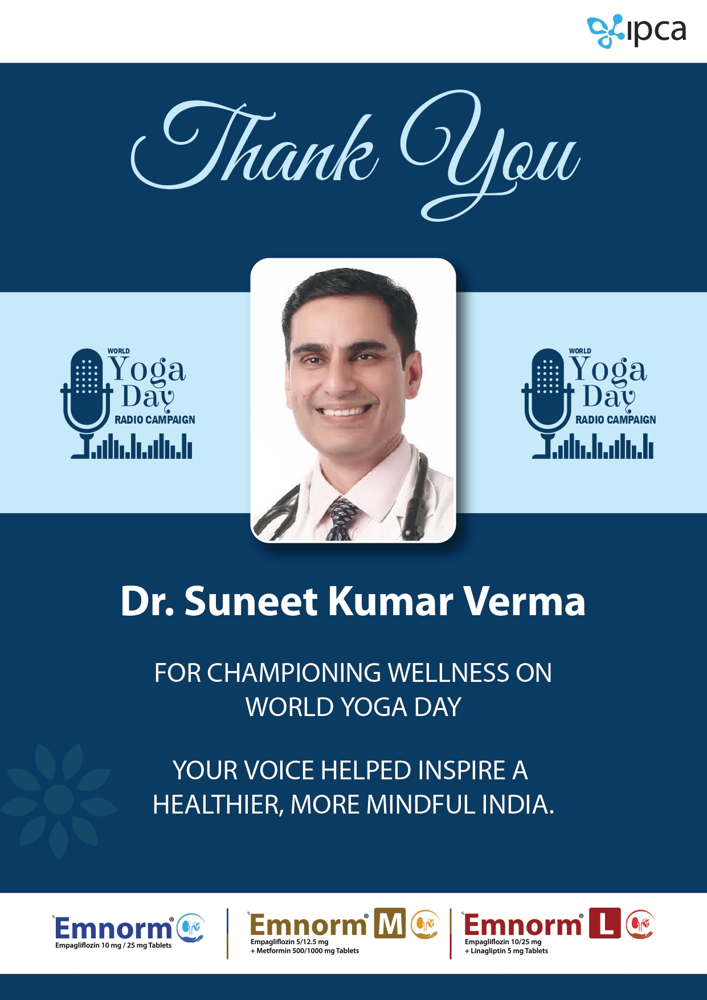 ipca
Thank You
WORLD
Yoga
Day
RADIO CAMPAIGN
WORLD
Yoga
Day
RADIO CAMPAIGN
Dr. Suneet Kumar Verma
FOR CHAMPIONING WELLNESS ON
WORLD YOGA DAY
YOUR VOICE HELPED INSPIRE A
HEALTHIER, MORE MINDFUL INDIA.
℞ Emnorm®
Empagliflozin 10 mg / 25 mg Tablets
℞ Emnorm® M
Empagliflozin 5/12.5 mg
+ Metformin 500/1000 mg Tablets
℞ Emnorm® L
Empagliflozin 10/25 mg
+ Linagliptin 5 mg Tablets